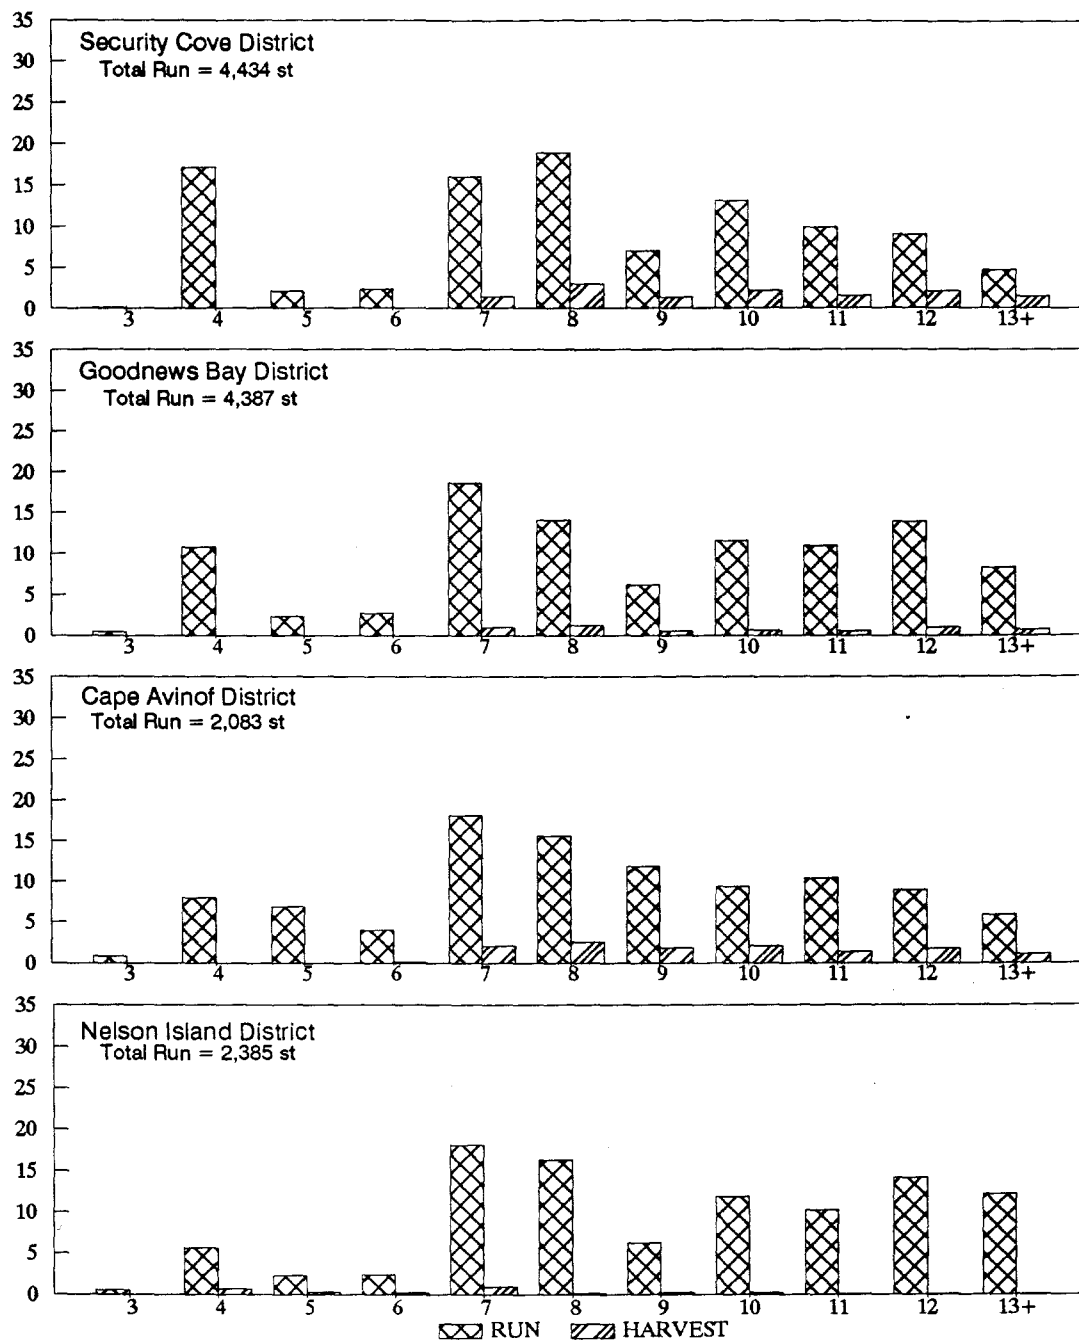 35
Security Cove District
Total Run = 4,434 st
30
25
20
15
10
5
0
3 4 5 6 7 8 9 10 11 12 13+
35
Goodnews Bay District
Total Run = 4,387 st
30
25
20
15
10
5
0
3 4 5 6 7 8 9 10 11 12 13+
35
Cape Avinof District
Total Run = 2,083 st
30
25
20
15
10
5
0
3 4 5 6 7 8 9 10 11 12 13+
35
Nelson Island District
Total Run = 2,385 st
30
25
20
15
10
5
0
3 4 5 6 7 8 9 10 11 12 13+
RUN HARVEST